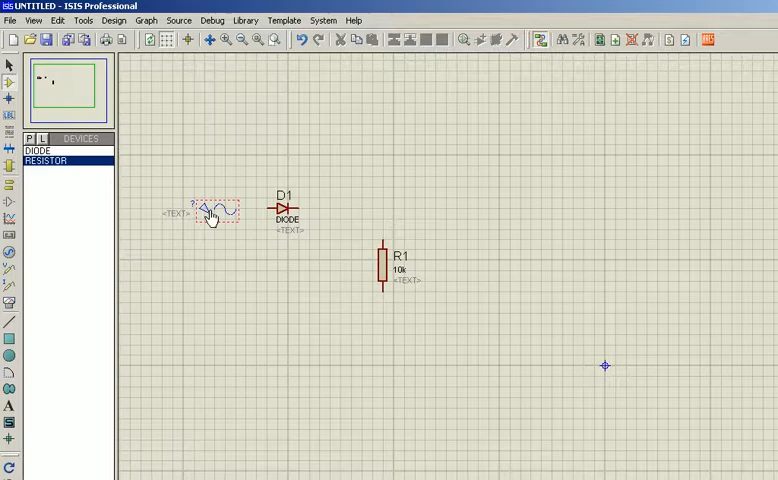 ISIS UNTITLED - ISIS Professional
File View Edit Tools Design Graph Source Debug Library Template System Help
LBL
P L DEVICES
DIODE
RESISTOR
D1
?
<TEXT>
DIODE
<TEXT>
R1
10k
<TEXT>
V
I
A
S